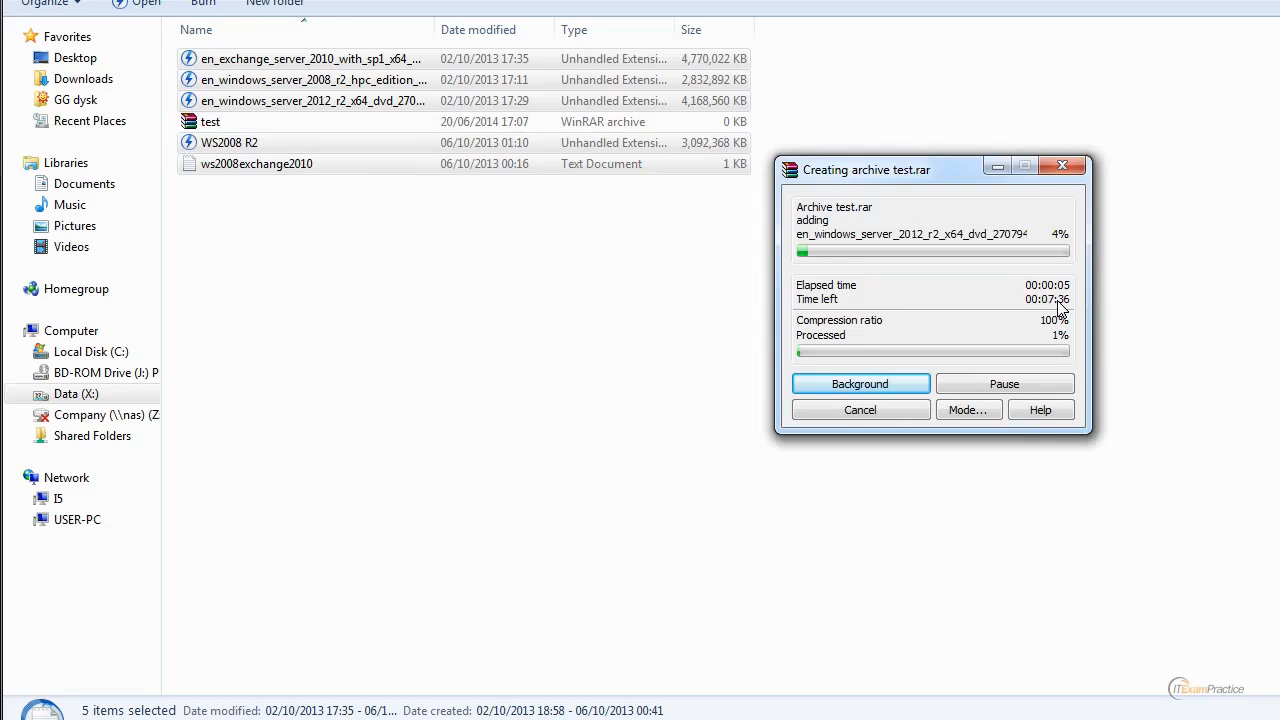 Organize Open Burn New folder
Favorites
Desktop
Downloads
GG dysk
Recent Places
Libraries
Documents
Music
Pictures
Videos
Homegroup
Computer
Local Disk (C:)
BD-ROM Drive (J:) P
Data (X:)
Company (\\nas) (Z
Shared Folders
Network
I5
USER-PC
Name Date modified Type Size
en_exchange_server_2010_with_sp1_x64_... 02/10/2013 17:35 Unhandled Extensi... 4,770,022 KB
en_windows_server_2008_r2_hpc_edition_... 02/10/2013 17:11 Unhandled Extensi... 2,832,892 KB
en_windows_server_2012_r2_x64_dvd_270... 02/10/2013 17:29 Unhandled Extensi... 4,168,560 KB
test 20/06/2014 17:07 WinRAR archive 0 KB
WS2008 R2 06/10/2013 01:10 Unhandled Extensi... 3,092,368 KB
ws2008exchange2010 06/10/2013 00:16 Text Document 1 KB
Creating archive test.rar
Archive test.rar
adding
en_windows_server_2012_r2_x64_dvd_270794 4%
Elapsed time 00:00:05
Time left 00:07:36
Compression ratio 100%
Processed 1%
Background Pause
Cancel Mode... Help
ITExamPractice
5 items selected Date modified: 02/10/2013 17:35 - 06/1... Date created: 02/10/2013 18:58 - 06/10/2013 00:41